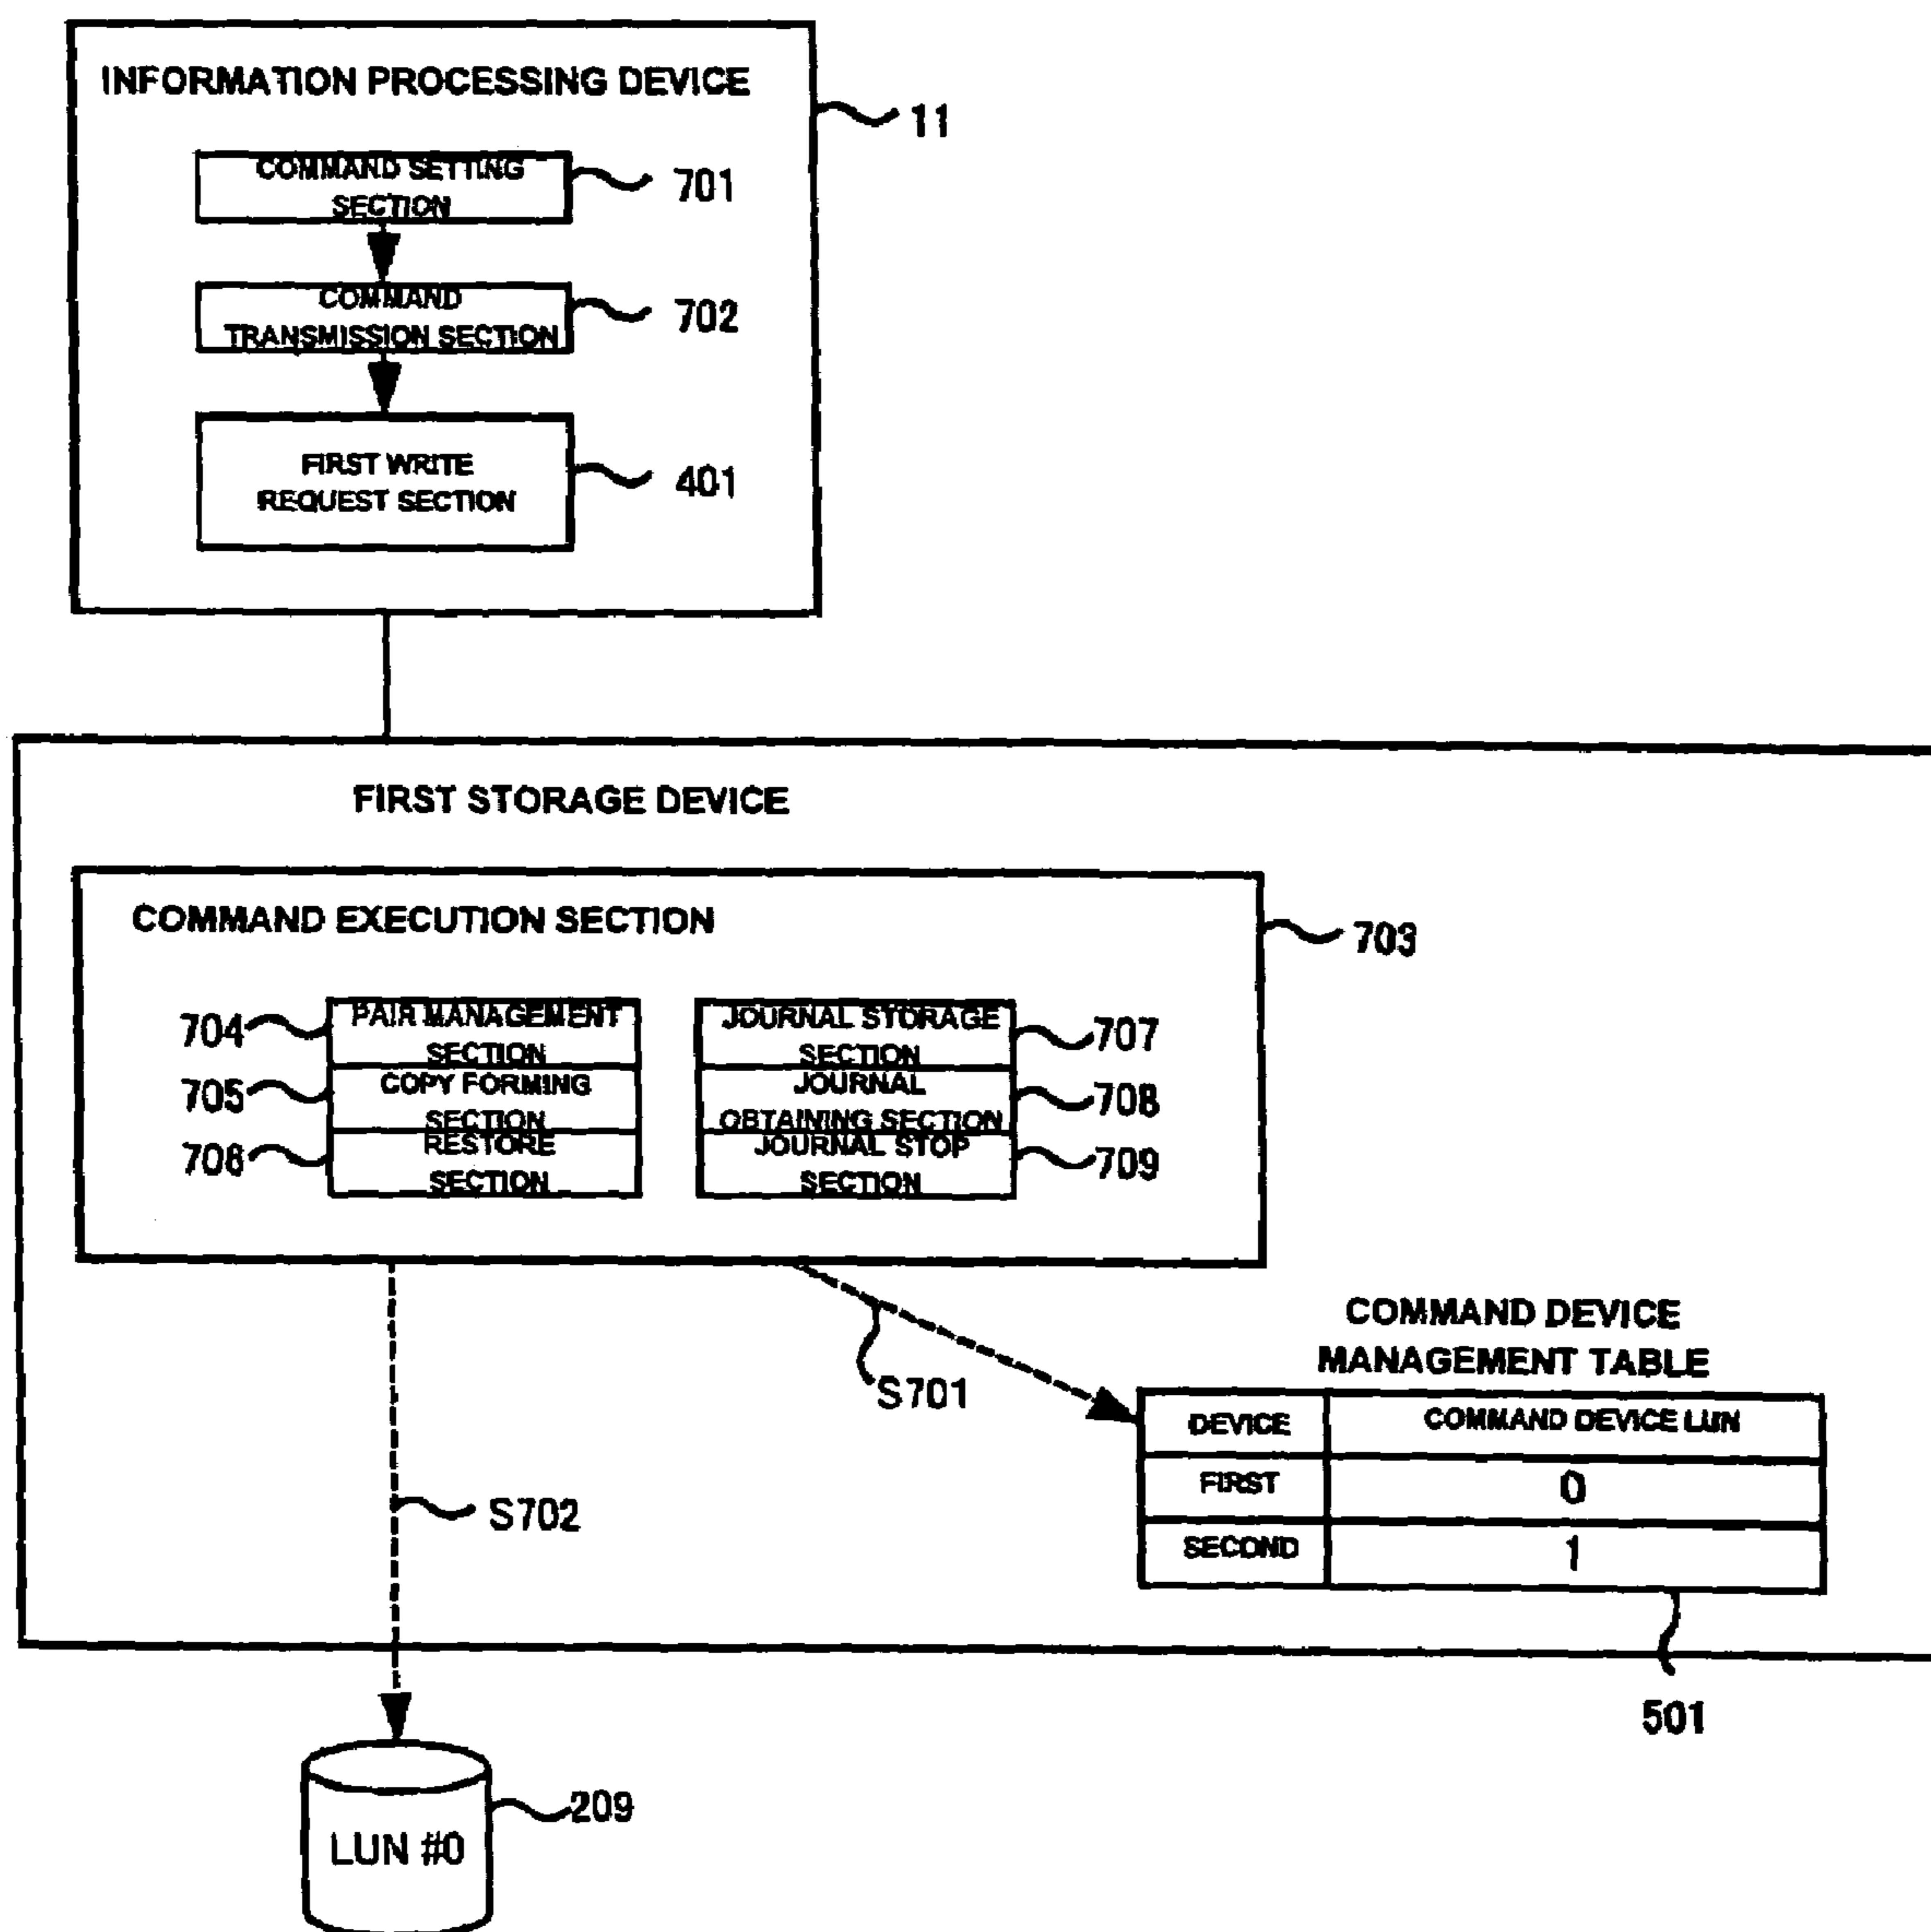 INFORMATION PROCESSING DEVICE
11
COMMAND SETTING
SECTION
701
COMMAND
TRANSMISSION SECTION
702
FIRST WRITE
REQUEST SECTION
401
FIRST STORAGE DEVICE
COMMAND EXECUTION SECTION
703
704
PAIR MANAGEMENT
SECTION
705
COPY FORMING
SECTION
706
RESTORE
SECTION
JOURNAL STORAGE
SECTION
707
JOURNAL
OBTAINING SECTION
708
JOURNAL STOP
SECTION
709
S701
S702
COMMAND DEVICE
MANAGEMENT TABLE
DEVICE COMMAND DEVICE LUN
FIRST 0
SECOND 1
501
209
LUN #0